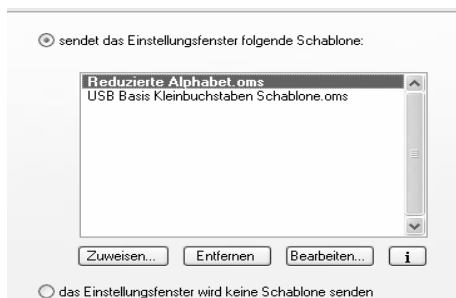 sendet das Einstellungsfenster folgende Schablone:
Reduzierte Alphabet.oms
USB Basis Kleinbuchstaben Schablone.oms
Zuweisen... Entfernen Bearbeiten... i
das Einstellungsfenster wird keine Schablone senden